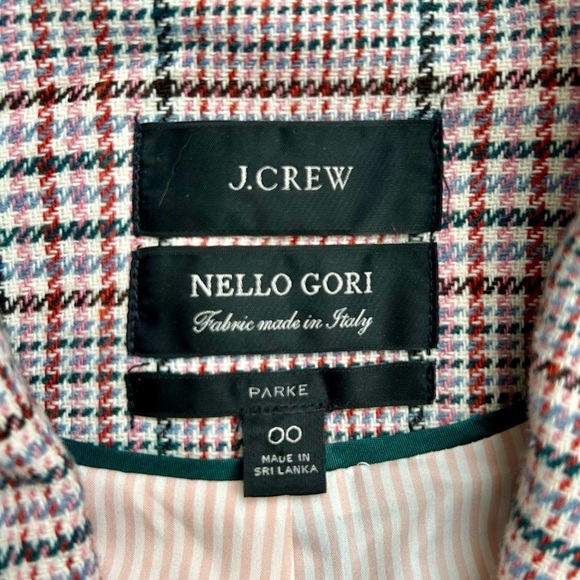 J.CREW
NELLO GORI
Fabric made in Italy
PARKE
00
MADE IN
SRI LANKA